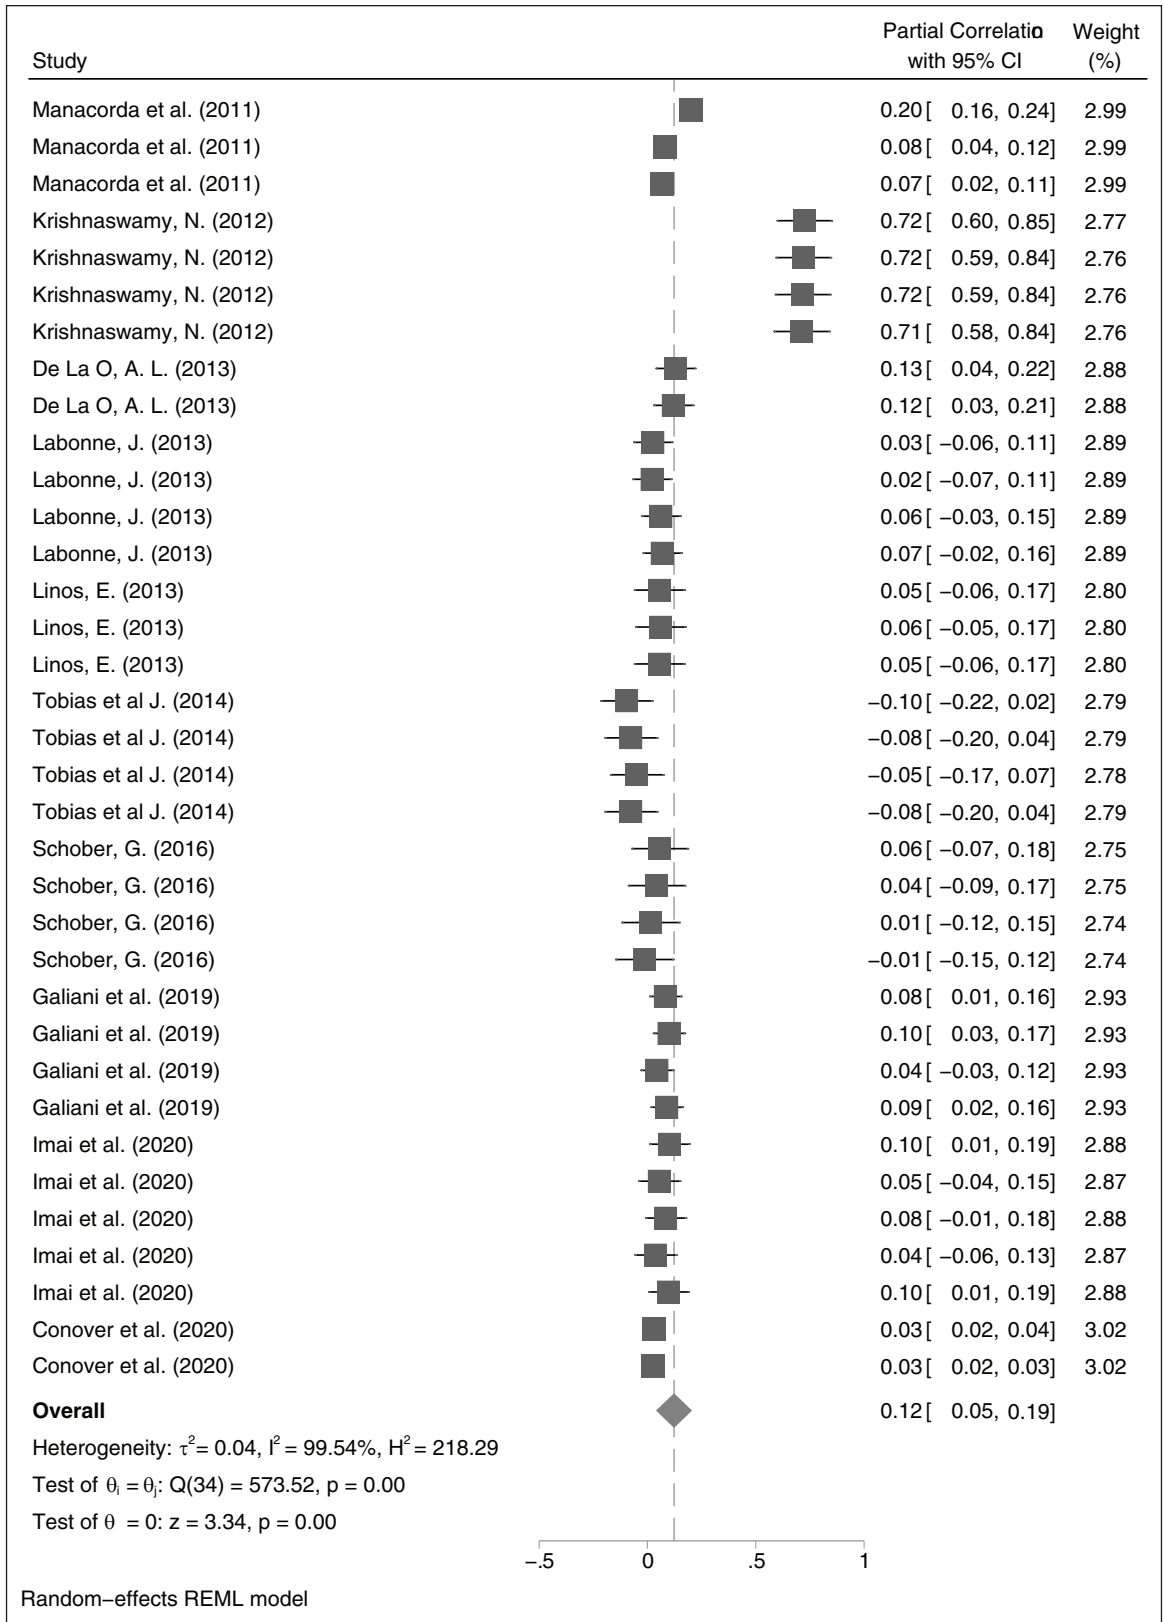 Partial Correlation Weight
Study with 95% CI (%)
Manacorda et al. (2011) 0.20 [ 0.16, 0.24] 2.99
Manacorda et al. (2011) 0.08 [ 0.04, 0.12] 2.99
Manacorda et al. (2011) 0.07 [ 0.02, 0.11] 2.99
Krishnaswamy, N. (2012) 0.72 [ 0.60, 0.85] 2.77
Krishnaswamy, N. (2012) 0.72 [ 0.59, 0.84] 2.76
Krishnaswamy, N. (2012) 0.72 [ 0.59, 0.84] 2.76
Krishnaswamy, N. (2012) 0.71 [ 0.58, 0.84] 2.76
De La O, A. L. (2013) 0.13 [ 0.04, 0.22] 2.88
De La O, A. L. (2013) 0.12 [ 0.03, 0.21] 2.88
Labonne, J. (2013) 0.03 [ −0.06, 0.11] 2.89
Labonne, J. (2013) 0.02 [ −0.07, 0.11] 2.89
Labonne, J. (2013) 0.06 [ −0.03, 0.15] 2.89
Labonne, J. (2013) 0.07 [ −0.02, 0.16] 2.89
Linos, E. (2013) 0.05 [ −0.06, 0.17] 2.80
Linos, E. (2013) 0.06 [ −0.05, 0.17] 2.80
Linos, E. (2013) 0.05 [ −0.06, 0.17] 2.80
Tobias et al J. (2014) −0.10 [ −0.22, 0.02] 2.79
Tobias et al J. (2014) −0.08 [ −0.20, 0.04] 2.79
Tobias et al J. (2014) −0.05 [ −0.17, 0.07] 2.78
Tobias et al J. (2014) −0.08 [ −0.20, 0.04] 2.79
Schober, G. (2016) 0.06 [ −0.07, 0.18] 2.75
Schober, G. (2016) 0.04 [ −0.09, 0.17] 2.75
Schober, G. (2016) 0.01 [ −0.12, 0.15] 2.74
Schober, G. (2016) −0.01 [ −0.15, 0.12] 2.74
Galiani et al. (2019) 0.08 [ 0.01, 0.16] 2.93
Galiani et al. (2019) 0.10 [ 0.03, 0.17] 2.93
Galiani et al. (2019) 0.04 [ −0.03, 0.12] 2.93
Galiani et al. (2019) 0.09 [ 0.02, 0.16] 2.93
Imai et al. (2020) 0.10 [ 0.01, 0.19] 2.88
Imai et al. (2020) 0.05 [ −0.04, 0.15] 2.87
Imai et al. (2020) 0.08 [ −0.01, 0.18] 2.88
Imai et al. (2020) 0.04 [ −0.06, 0.13] 2.87
Imai et al. (2020) 0.10 [ 0.01, 0.19] 2.88
Conover et al. (2020) 0.03 [ 0.02, 0.04] 3.02
Conover et al. (2020) 0.03 [ 0.02, 0.03] 3.02
Overall 0.12 [ 0.05, 0.19]
Heterogeneity: τ² = 0.04, I² = 99.54%, H² = 218.29
Test of θᵢ = θⱼ: Q(34) = 573.52, p = 0.00
Test of θ = 0: z = 3.34, p = 0.00
−.5 0 .5 1
Random−effects REML model